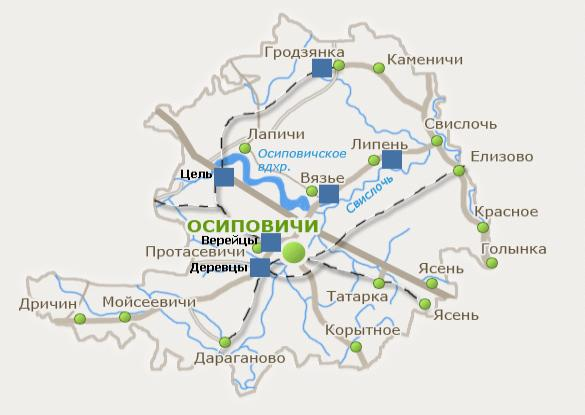 Гродзянка
Каменичи
Свислочь
Лапичи
Липень
Осиповичское
вдхр.
Елизово
Цель
Вязье
Свислочь
Красное
ОСИПОВИЧИ
Верейцы
Протасевичи
Голынка
Деревцы
Ясень
Татарка
Дричин
Мойсеевичи
Ясень
Корытное
Дараганово